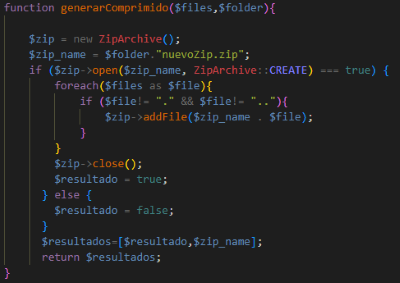 function generarComprimido($files,$folder){
$zip = new ZipArchive();
$zip_name = $folder."nuevoZip.zip";
if ($zip->open($zip_name, ZipArchive::CREATE) === true) {
foreach($files as $file){
if ($file!= "." && $file!= ".."){
$zip->addFile($zip_name . $file);
}
}
$zip->close();
$resultado = true;
} else {
$resultado = false;
}
$resultados=[$resultado,$zip_name];
return $resultados;
}